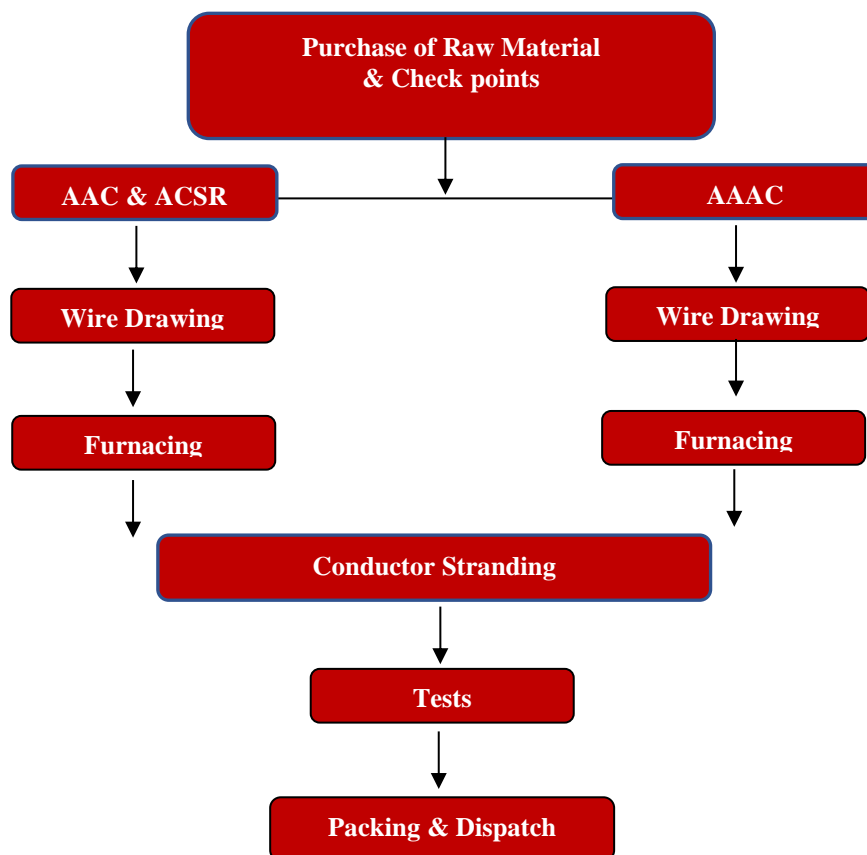 Purchase of Raw Material
& Check points
AAC & ACSR
AAAC
Wire Drawing
Wire Drawing
Furnacing
Furnacing
Conductor Stranding
Tests
Packing & Dispatch